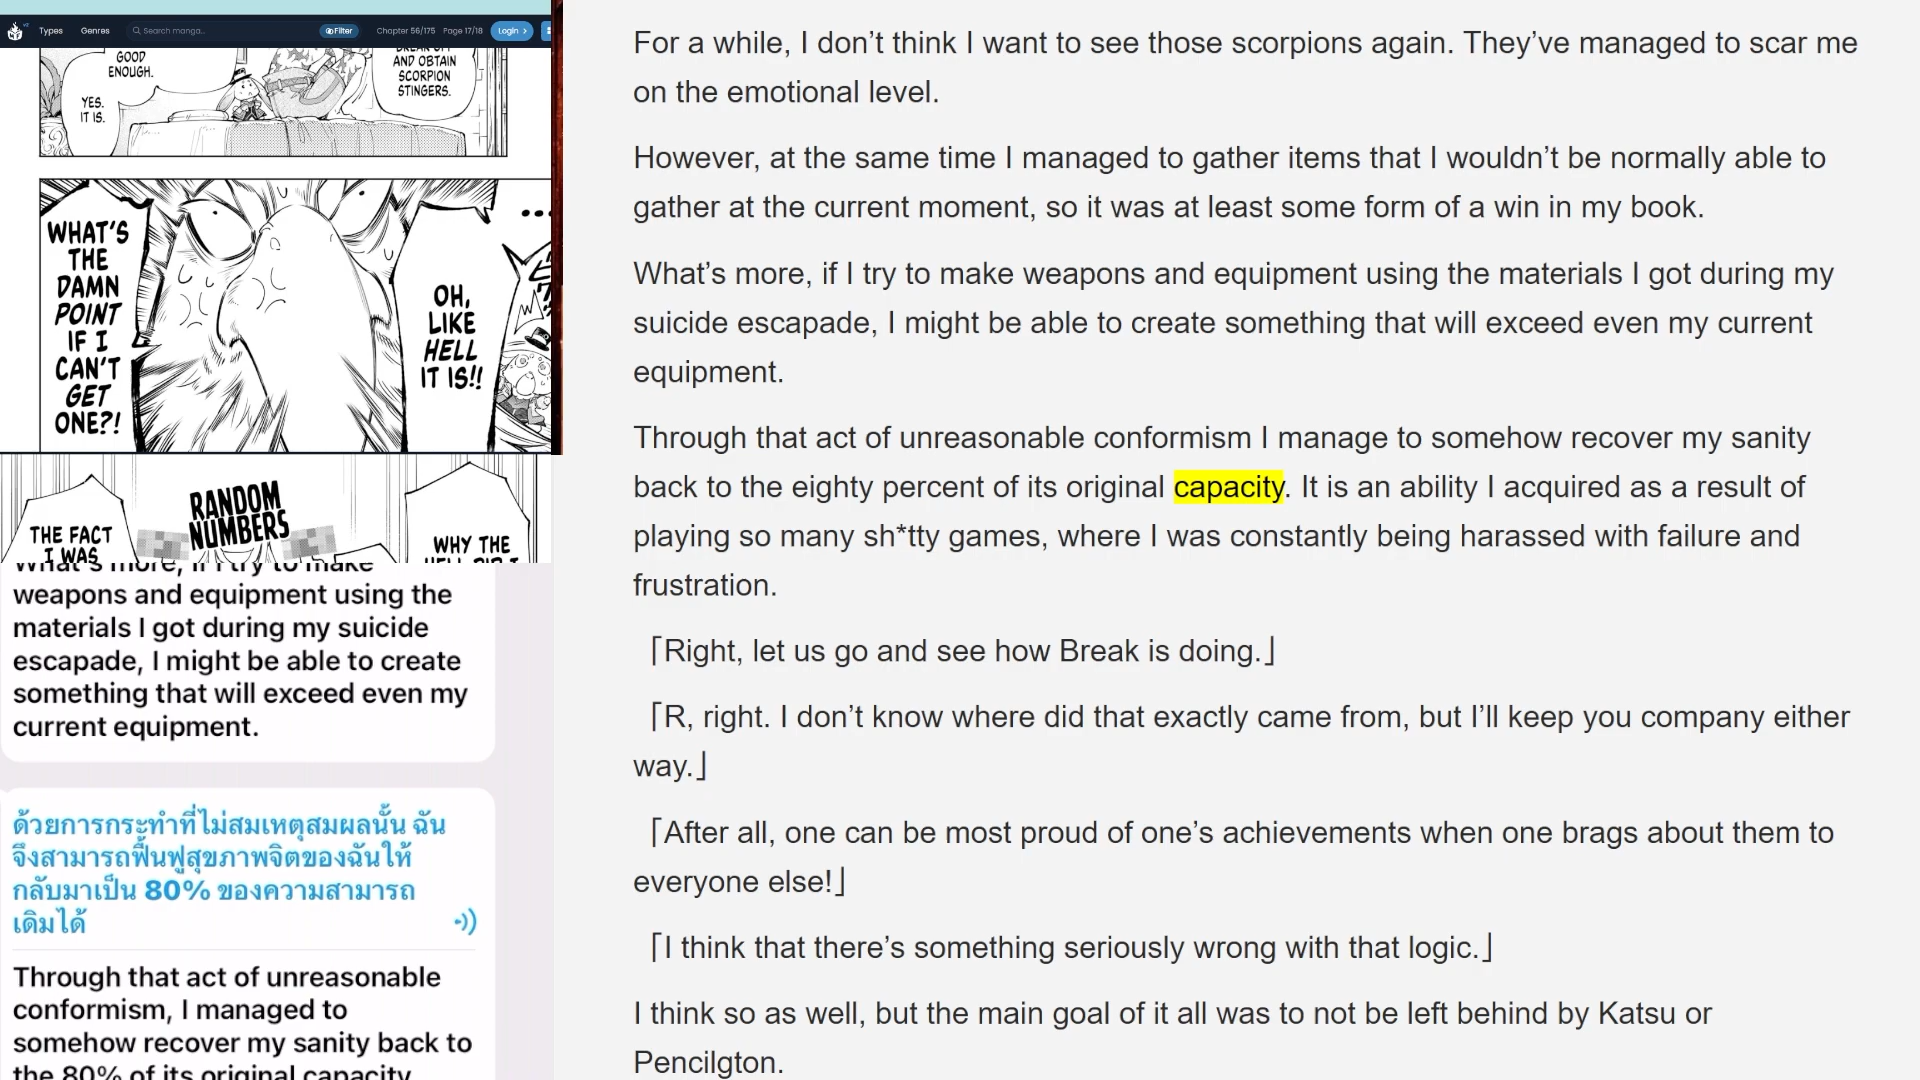 Types Genres Search manga... Filter Chapter 56/175 Page 17/18 Login >
GOOD
ENOUGH.
YES.
IT IS.
AND OBTAIN
SCORPION
STINGERS.
WHAT'S
THE
DAMN
POINT
IF I
CAN'T
GET
ONE?!
OH,
LIKE
HELL
IT IS!!
RANDOM
NUMBERS
THE FACT
I WAS
WHY THE
What's more, if I try to make
weapons and equipment using the
materials I got during my suicide
escapade, I might be able to create
something that will exceed even my
current equipment.
ด้วยการกระทำที่ไม่สมเหตุสมผลนั้น ฉัน
จึงสามารถฟื้นฟูสุขภาพจิตของฉันให้
กลับมาเป็น 80% ของความสามารถ
เดิมได้
Through that act of unreasonable
conformism, I managed to
somehow recover my sanity back to
the 80% of its original capacity.
For a while, I don’t think I want to see those scorpions again. They’ve managed to scar me
on the emotional level.
However, at the same time I managed to gather items that I wouldn’t be normally able to
gather at the current moment, so it was at least some form of a win in my book.
What’s more, if I try to make weapons and equipment using the materials I got during my
suicide escapade, I might be able to create something that will exceed even my current
equipment.
Through that act of unreasonable conformism I manage to somehow recover my sanity
back to the eighty percent of its original capacity. It is an ability I acquired as a result of
playing so many sh*tty games, where I was constantly being harassed with failure and
frustration.
⌈Right, let us go and see how Break is doing.⌋
⌈R, right. I don’t know where did that exactly came from, but I’ll keep you company either
way.⌋
⌈After all, one can be most proud of one’s achievements when one brags about them to
everyone else!⌋
⌈I think that there’s something seriously wrong with that logic.⌋
I think so as well, but the main goal of it all was to not be left behind by Katsu or
Pencilgton.